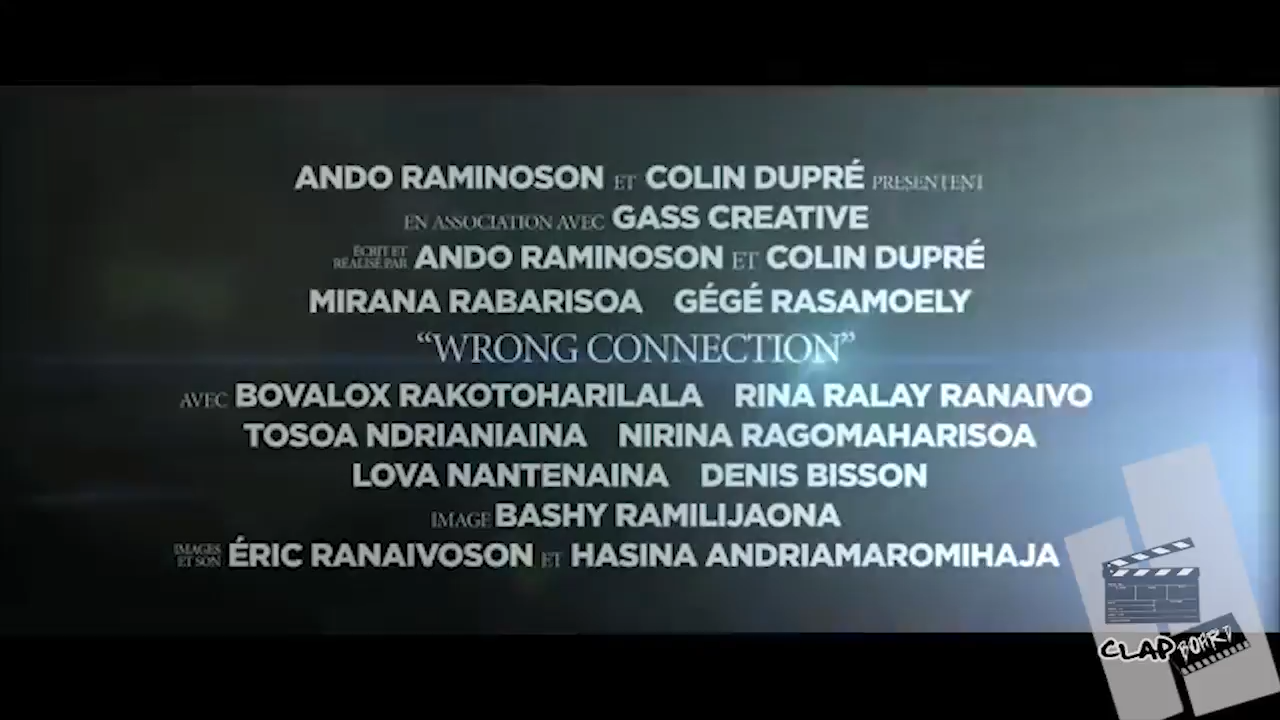 ANDO RAMINOSON ET COLIN DUPRÉ PRESENTENT
EN ASSOCIATION AVEC GASS CREATIVE
ÉCRIT ET
RÉALISÉ PAR ANDO RAMINOSON ET COLIN DUPRÉ
MIRANA RABARISOA GÉGÉ RASAMOELY
“WRONG CONNECTION”
AVEC BOVALOX RAKOTOHARILALA RINA RALAY RANAIVO
TOSOA NDRIANIAINA NIRINA RAGOMAHARISOA
LOVA NANTENAINA DENIS BISSON
IMAGE BASHY RAMILIJAONA
IMAGES
ET SON ÉRIC RANAIVOSON ET HASINA ANDRIAMAROMIHAJA
CLAP BOARD